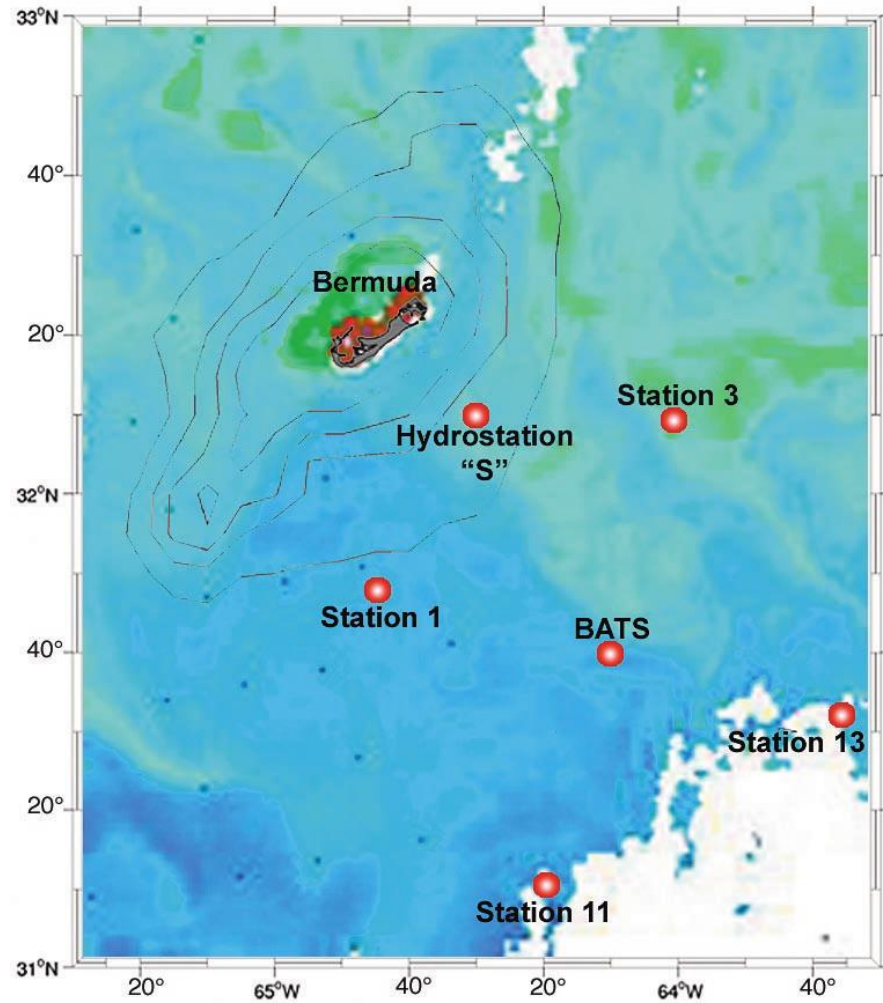 33°N
40°
Bermuda
20°
Station 3
Hydrostation
“S”
32°N
Station 1
BATS
40°
Station 13
20°
Station 11
31°N
20°
65°W
40°
20°
64°W
40°